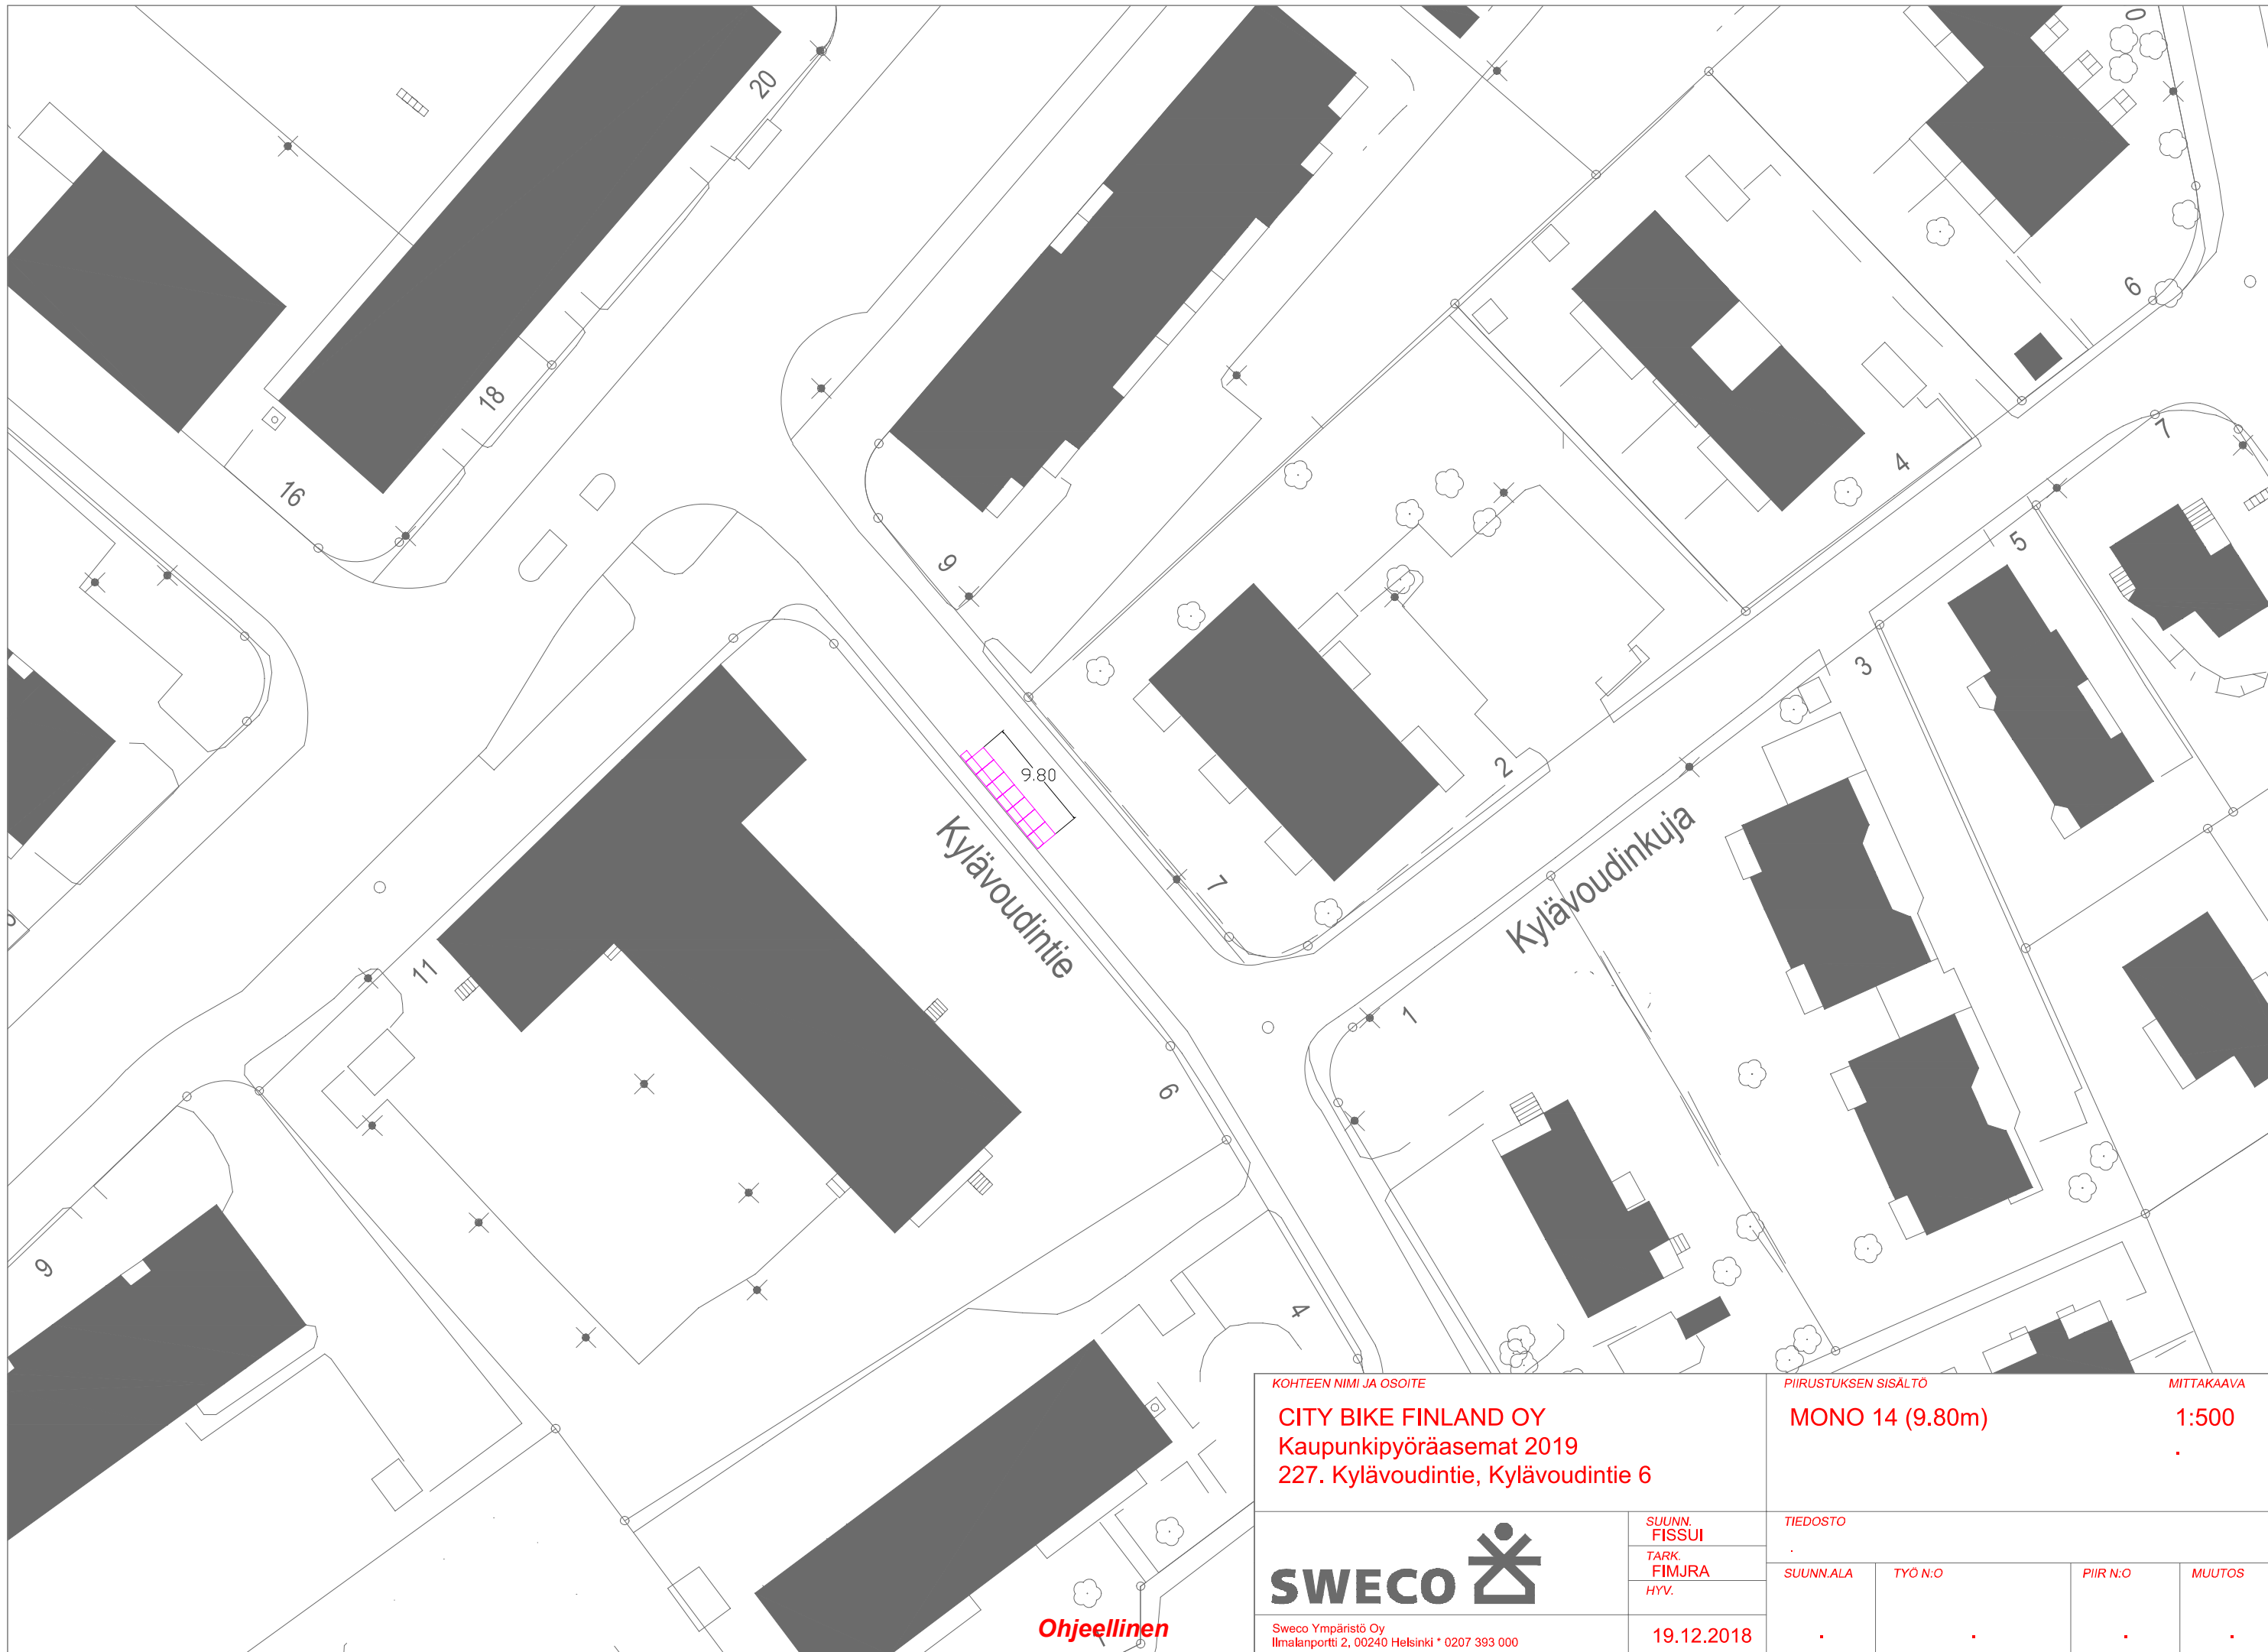 20
0
18
6
16
7
4
9
5
3
9.80
2
Kylävoudintie
Kylävoudinkuja
7
11
1
6
9
4
KOHTEEN NIMI JA OSOITE
PIIRUSTUKSEN SISÄLTÖ
MITTAKAAVA
CITY BIKE FINLAND OY
MONO 14 (9.80m)
1:500
Kaupunkipyöräasemat 2019
.
227. Kylävoudintie, Kylävoudintie 6
SUUNN.
FISSUI
TIEDOSTO
.
TARK.
FIMJRA
SWECO
SUUNN.ALA
TYÖ N:O
PIIR N:O
MUUTOS
HYV.
Ohjeellinen
Sweco Ympäristö Oy
Ilmalanportti 2, 00240 Helsinki * 0207 393 000
19.12.2018
. . . .